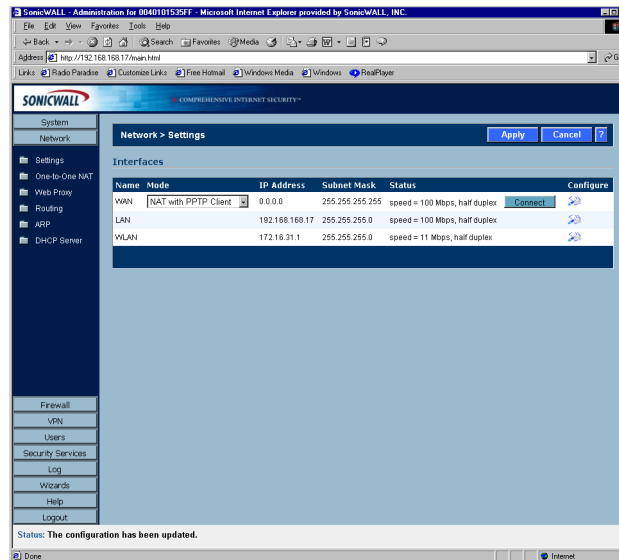 SonicWALL - Administration for 0040101535FF - Microsoft Internet Explorer provided by SonicWALL, INC.
File Edit View Favorites Tools Help
Back Search Favorites Media
Address http://192.168.168.17/main.html
Links Radio Paradise Customize Links Free Hotmail Windows Media Windows RealPlayer
SONICWALL COMPREHENSIVE INTERNET SECURITY™
System
Network
Settings
One-to-One NAT
Web Proxy
Routing
ARP
DHCP Server
Firewall
VPN
Users
Security Services
Log
Wizards
Help
Logout
Network > Settings Apply Cancel ?
Interfaces
Name Mode IP Address Subnet Mask Status Configure
WAN NAT with PPTP Client 0.0.0.0 255.255.255.255 speed = 100 Mbps, half duplex Connect
LAN 192.168.168.17 255.255.255.0 speed = 100 Mbps, half duplex
WLAN 172.16.31.1 255.255.255.0 speed = 11 Mbps, half duplex
Status: The configuration has been updated.
Done Internet